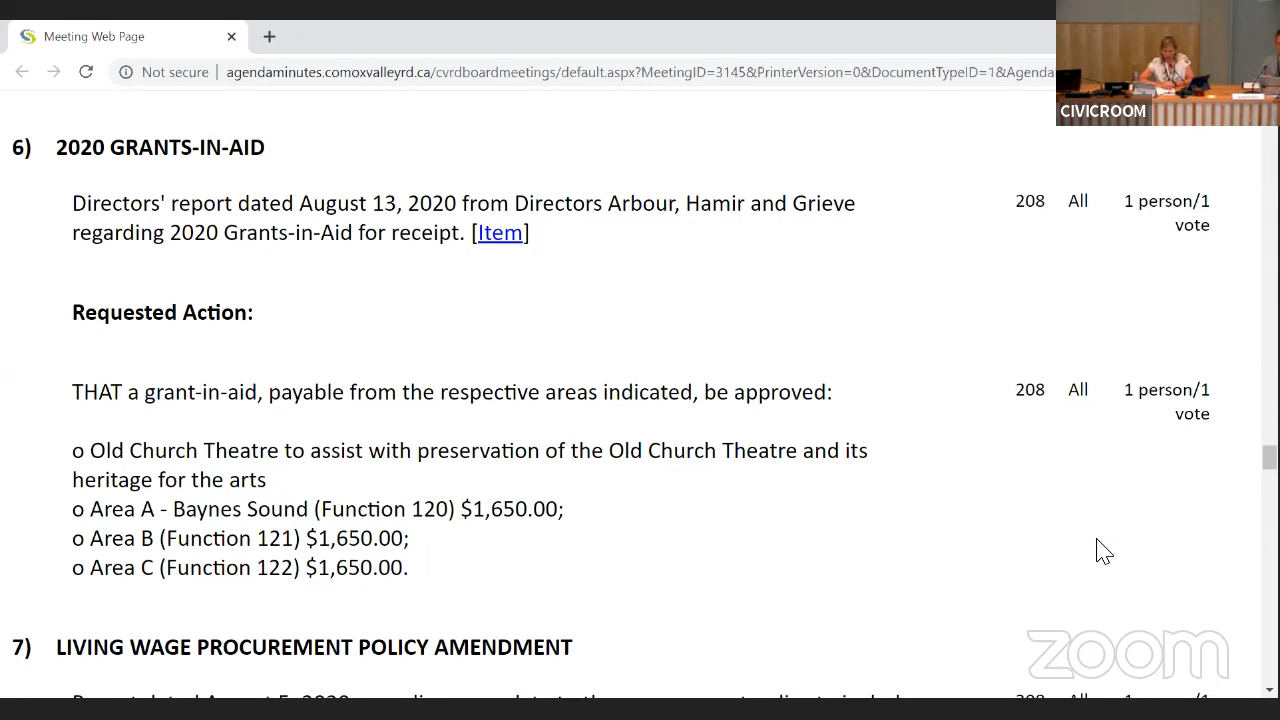 Meeting Web Page
Not secure
agendaminutes.comoxvalleyrd.ca/cvrdboardmeetings/default.aspx?MeetingID=3145&PrinterVersion=0&DocumentTypeID=1&Agenda
CIVICROOM
6) 2020 GRANTS-IN-AID
Directors' report dated August 13, 2020 from Directors Arbour, Hamir and Grieve 208 All 1 person/1
regarding 2020 Grants-in-Aid for receipt. [Item] vote
Requested Action:
THAT a grant-in-aid, payable from the respective areas indicated, be approved: 208 All 1 person/1
vote
o Old Church Theatre to assist with preservation of the Old Church Theatre and its
heritage for the arts
o Area A - Baynes Sound (Function 120) $1,650.00;
o Area B (Function 121) $1,650.00;
o Area C (Function 122) $1,650.00.
7) LIVING WAGE PROCUREMENT POLICY AMENDMENT
zoom